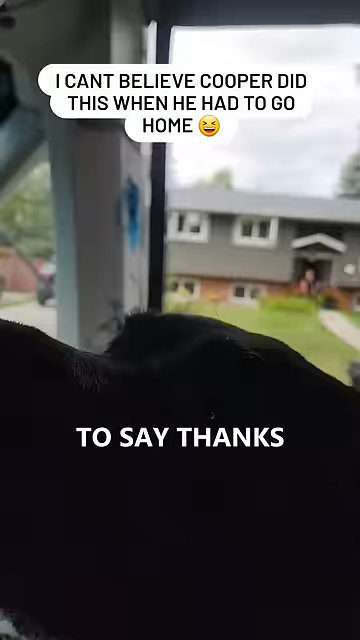 I CANT BELIEVE COOPER DID
THIS WHEN HE HAD TO GO
HOME 😆
TO SAY THANKS